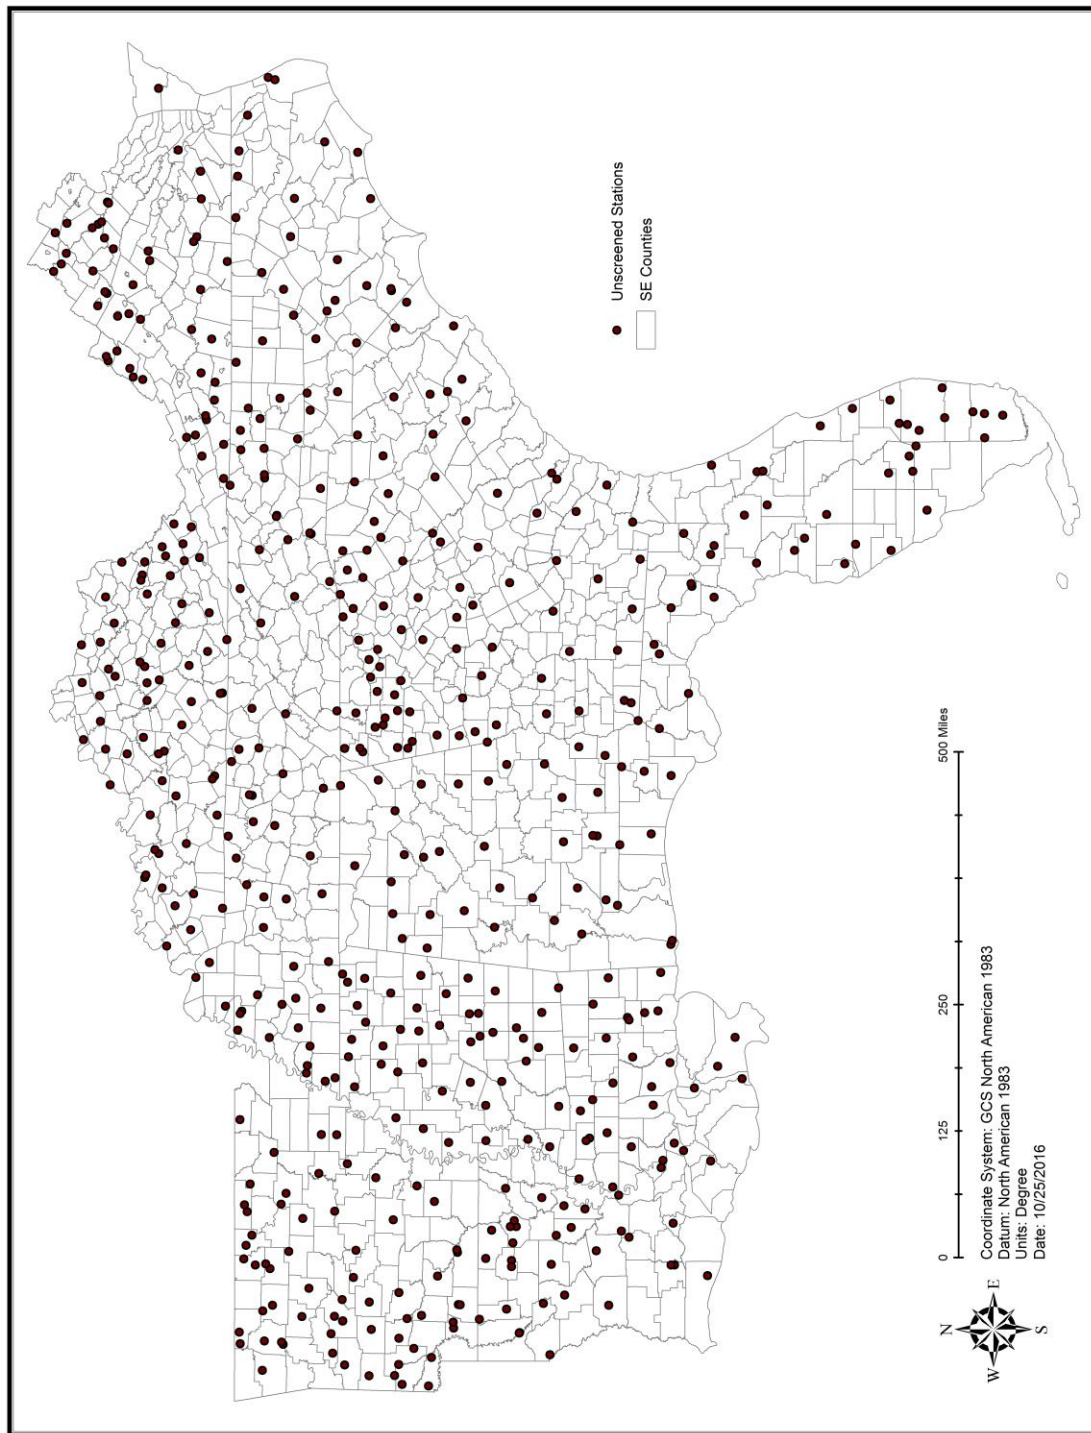 Unscreened Stations
SE Counties
0 125 250 500 Miles
N
W E
S
Coordinate System: GCS North American 1983
Datum: North American 1983
Units: Degree
Date: 10/25/2016